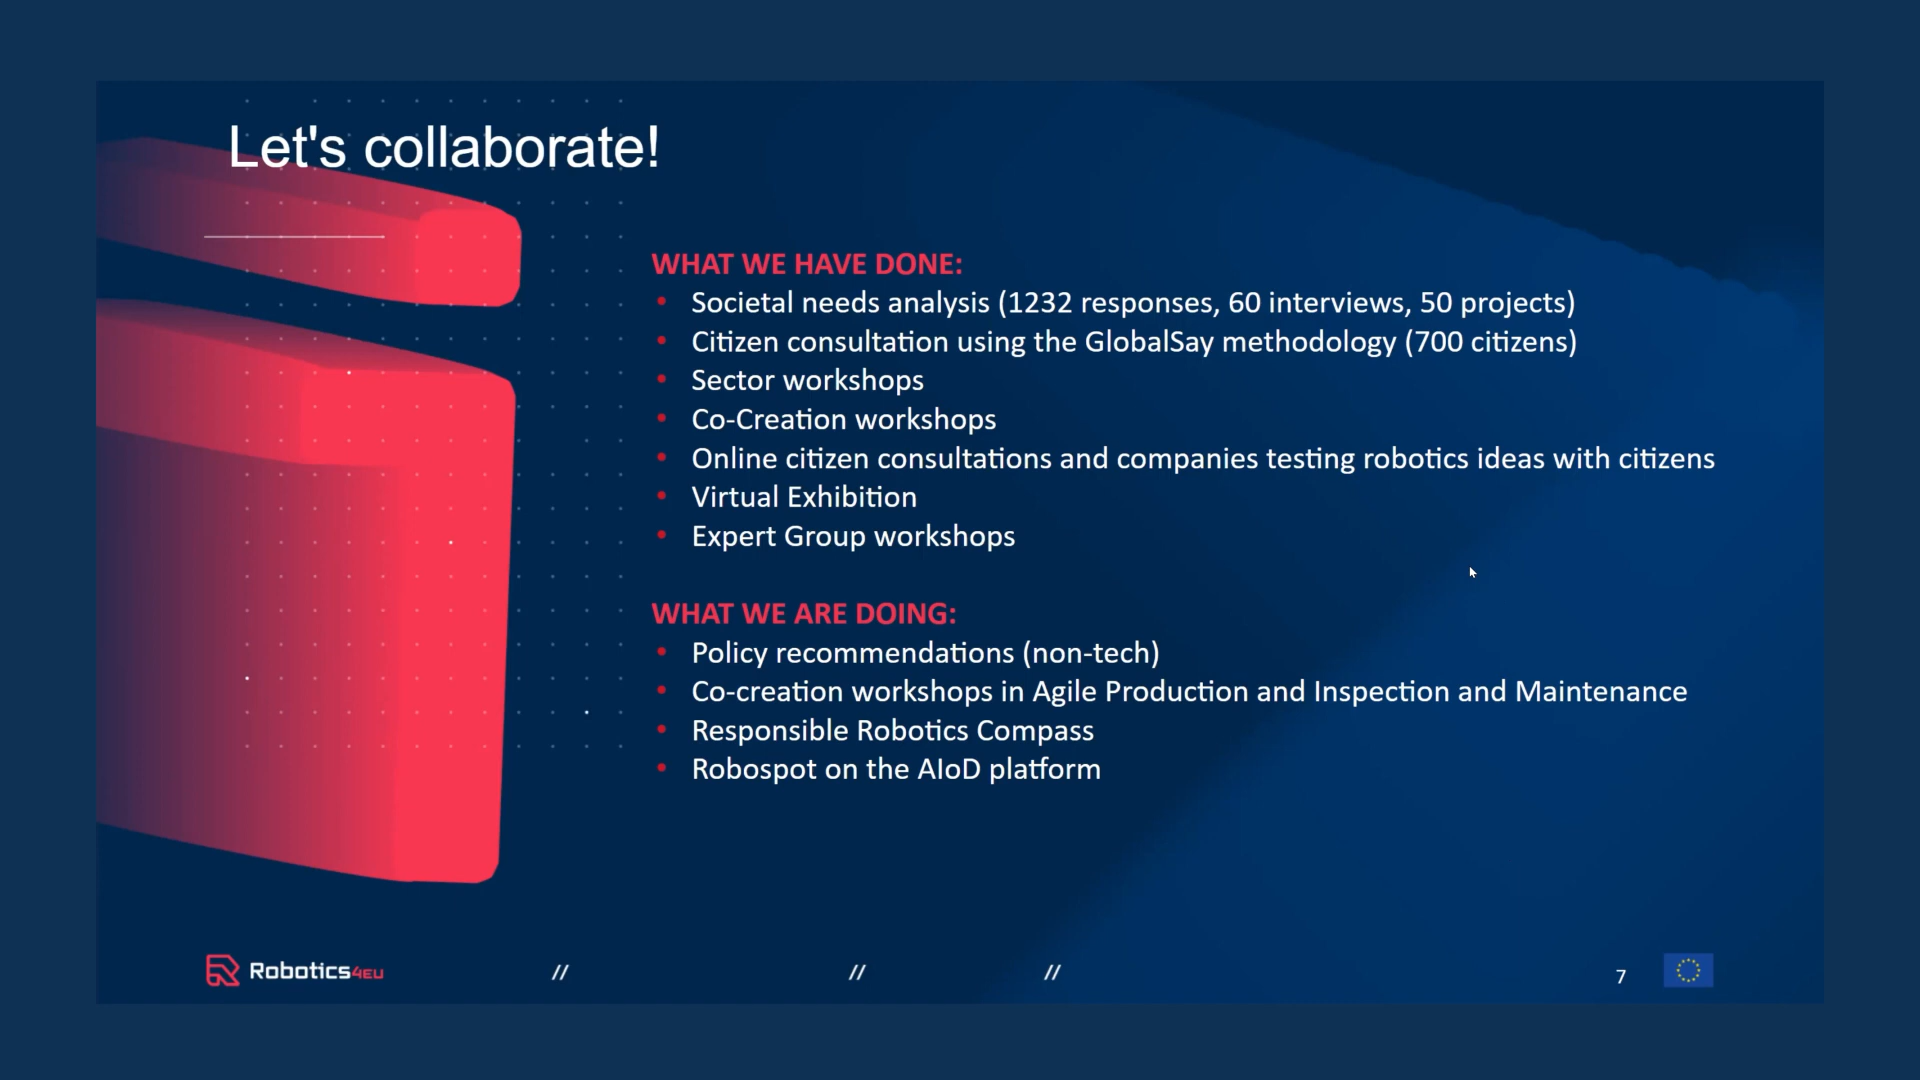 Let's collaborate!
WHAT WE HAVE DONE:
• Societal needs analysis (1232 responses, 60 interviews, 50 projects)
• Citizen consultation using the GlobalSay methodology (700 citizens)
• Sector workshops
• Co-Creation workshops
• Online citizen consultations and companies testing robotics ideas with citizens
• Virtual Exhibition
• Expert Group workshops
WHAT WE ARE DOING:
• Policy recommendations (non-tech)
• Co-creation workshops in Agile Production and Inspection and Maintenance
• Responsible Robotics Compass
• Robospot on the AIoD platform
Robotics4EU // // // 7